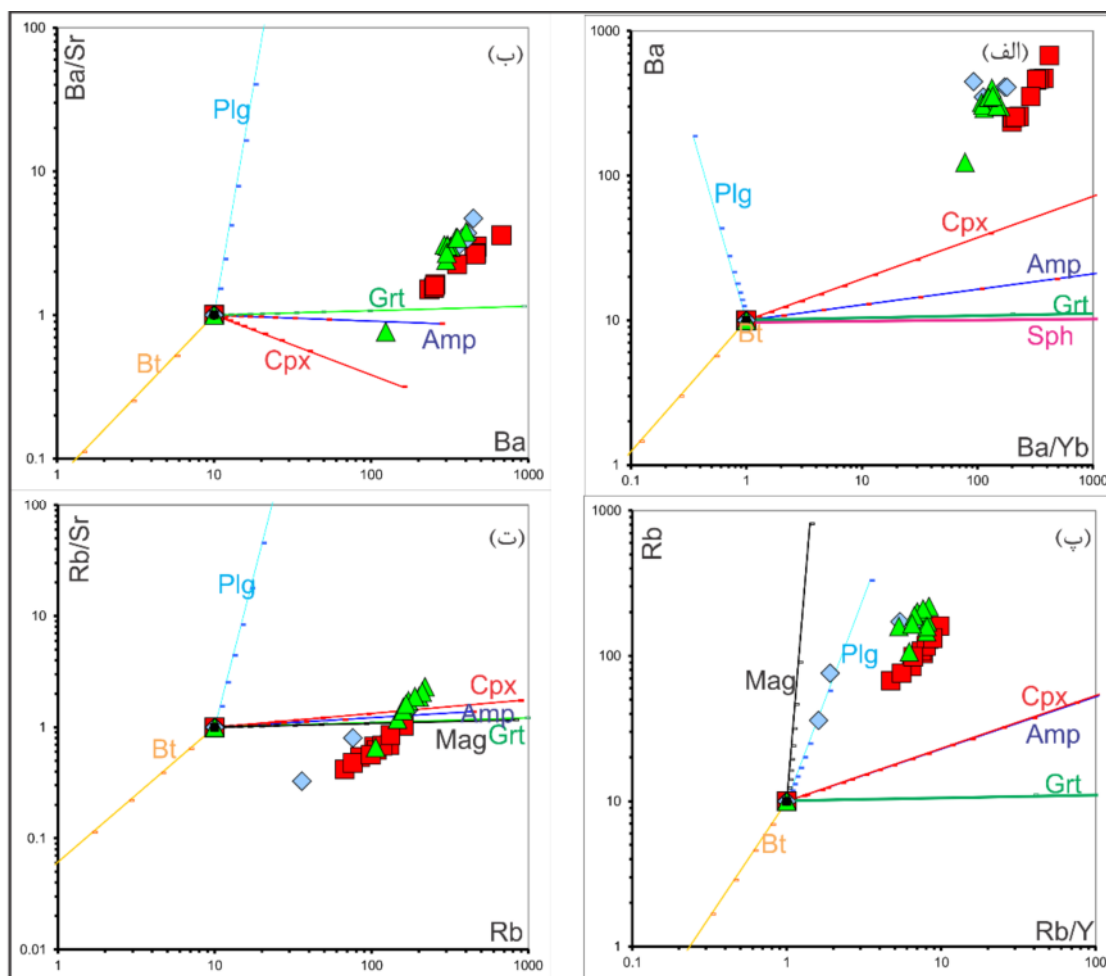 Ba/Sr
(ب)
100
10
1
0.1
Plg
Grt
Amp
Cpx
Bt
Ba
1
10
100
1000
Ba
(الف)
1000
100
10
1
Plg
Cpx
Amp
Grt
Sph
Bt
Ba/Yb
0.1
1
10
100
1000
Rb/Sr
(ت)
100
10
1
0.1
0.01
Plg
Cpx
Amp
Grt
Mag
Bt
Rb
1
10
100
1000
Rb
(پ)
1000
100
10
1
Mag
Plg
Cpx
Amp
Grt
Bt
Rb/Y
0.1
1
10
100